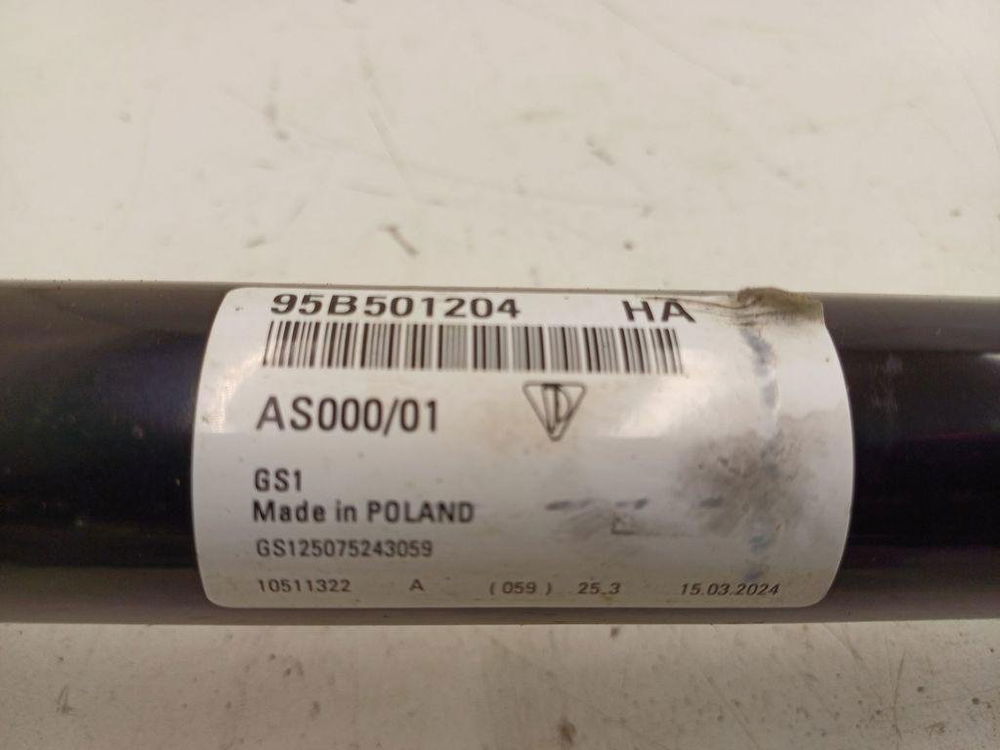 95B501204 HA
AS000/01
GS1
Made in POLAND
GS125075243059
10511322 A (059) 25.3 15.03.2024